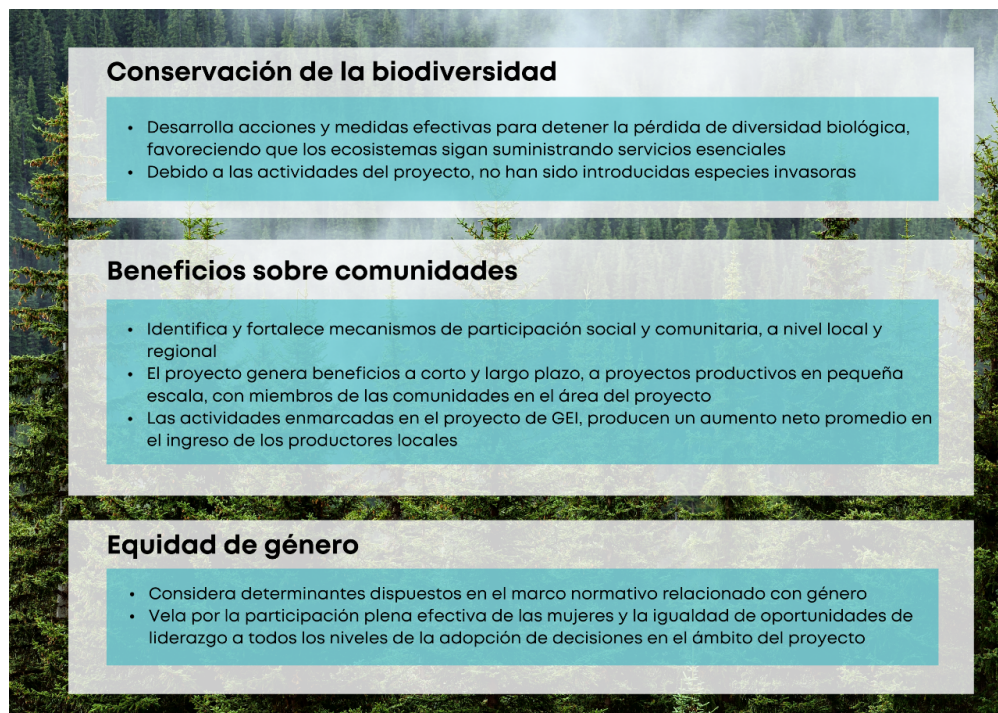 Conservación de la biodiversidad
• Desarrolla acciones y medidas efectivas para detener la pérdida de diversidad biológica,
favoreciendo que los ecosistemas sigan suministrando servicios esenciales
• Debido a las actividades del proyecto, no han sido introducidas especies invasoras
Beneficios sobre comunidades
• Identifica y fortalece mecanismos de participación social y comunitaria, a nivel local y
regional
• El proyecto genera beneficios a corto y largo plazo, a proyectos productivos en pequeña
escala, con miembros de las comunidades en el área del proyecto
• Las actividades enmarcadas en el proyecto de GEI, producen un aumento neto promedio en
el ingreso de los productores locales
Equidad de género
• Considera determinantes dispuestos en el marco normativo relacionado con género
• Vela por la participación plena efectiva de las mujeres y la igualdad de oportunidades de
liderazgo a todos los niveles de la adopción de decisiones en el ámbito del proyecto